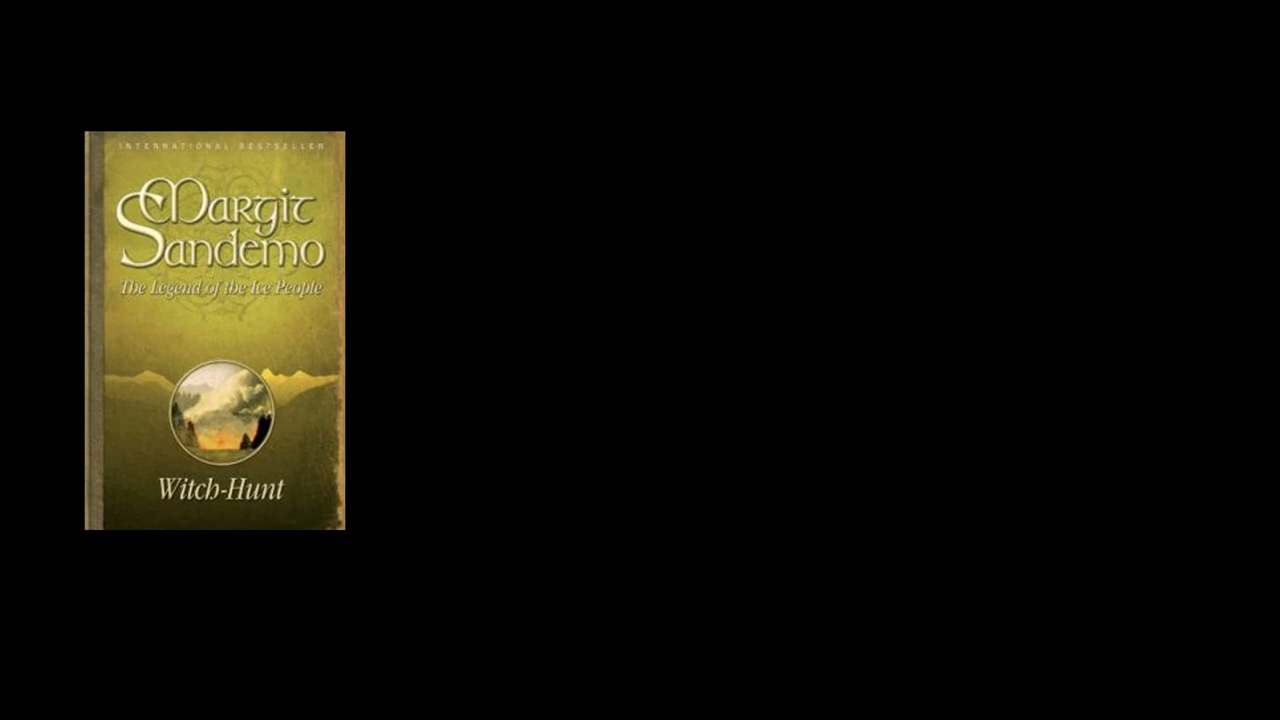 INTERNATIONAL BESTSELLER
Margit
Sandemo
The Legend of the Ice People
Witch-Hunt